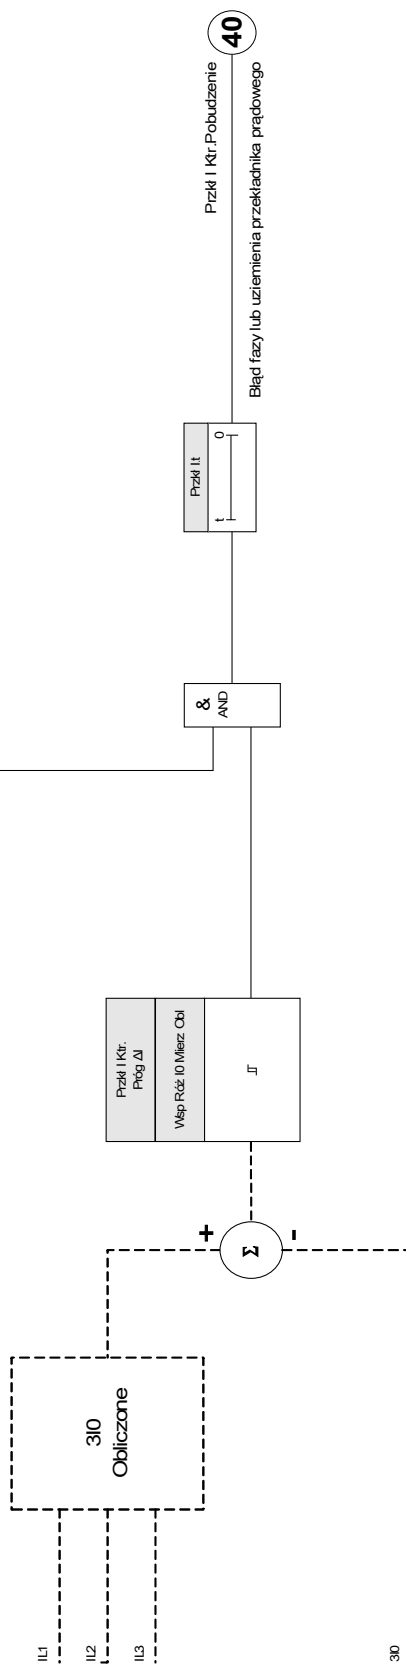 IL1
IL2
IL3
3I0
3I0
Obliczone
+
Σ
-
Przkł I Ktr.
Próg ΔI
Wsp Róż I0 Mierz Obl
&
AND
Przkł I.t
t 0
Przkł I Ktr.Pobudzenie
40
Błąd fazy lub uziemienia przekładnika prądowego